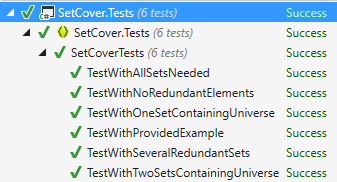 SetCover.Tests (6 tests) Success
SetCover.Tests (6 tests) Success
SetCoverTests (6 tests) Success
TestWithAllSetsNeeded Success
TestWithNoRedundantElements Success
TestWithOneSetContainingUniverse Success
TestWithProvidedExample Success
TestWithSeveralRedundantSets Success
TestWithTwoSetsContainingUniverse Success